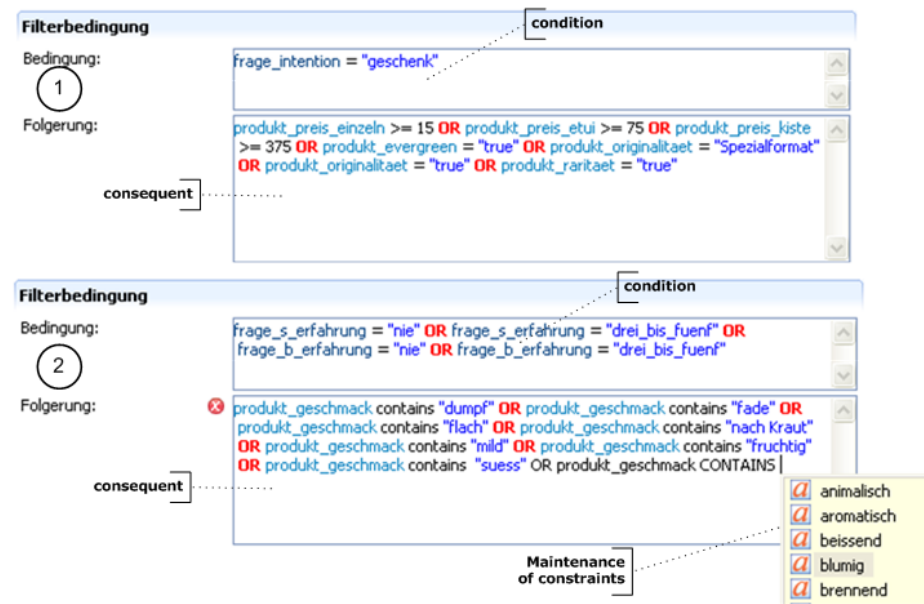 Filterbedingung
condition
Bedingung:
frage_intention = "geschenk"
1
Folgerung:
produkt_preis_einzeln >= 15 OR produkt_preis_etui >= 75 OR produkt_preis_kiste
>= 375 OR produkt_evergreen = "true" OR produkt_originalitaet = "Spezialformat"
OR produkt_originalitaet = "true" OR produkt_raritaet = "true"
consequent
Filterbedingung
condition
Bedingung:
frage_s_erfahrung = "nie" OR frage_s_erfahrung = "drei_bis_fuenf" OR
frage_b_erfahrung = "nie" OR frage_b_erfahrung = "drei_bis_fuenf"
2
Folgerung:
produkt_geschmack contains "dumpf" OR produkt_geschmack contains "fade" OR
produkt_geschmack contains "flach" OR produkt_geschmack contains "nach Kraut"
OR produkt_geschmack contains "mild" OR produkt_geschmack contains "fruchtig"
OR produkt_geschmack contains "suess" OR produkt_geschmack CONTAINS
consequent
a animalisch
a aromatisch
a beissend
a blumig
a brennend
Maintenance
of constraints